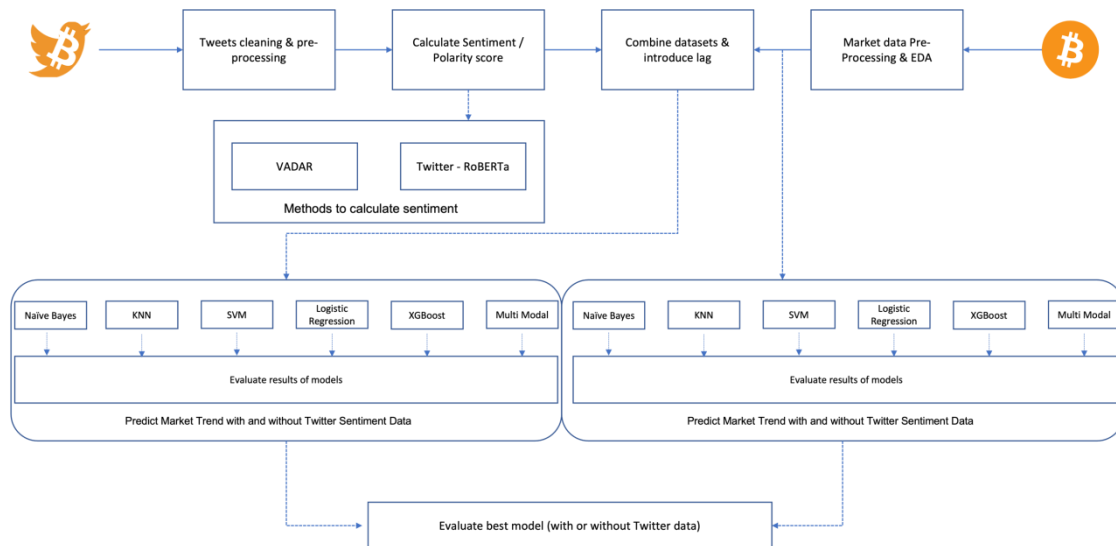 Tweets cleaning & pre-
processing
Calculate Sentiment /
Polarity score
Combine datasets &
introduce lag
Market data Pre-
Processing & EDA
VADAR
Twitter - RoBERTa
Methods to calculate sentiment
Naïve Bayes
KNN
SVM
Logistic
Regression
XGBoost
Multi Modal
Evaluate results of models
Predict Market Trend with and without Twitter Sentiment Data
Naïve Bayes
KNN
SVM
Logistic
Regression
XGBoost
Multi Modal
Evaluate results of models
Predict Market Trend with and without Twitter Sentiment Data
Evaluate best model (with or without Twitter data)